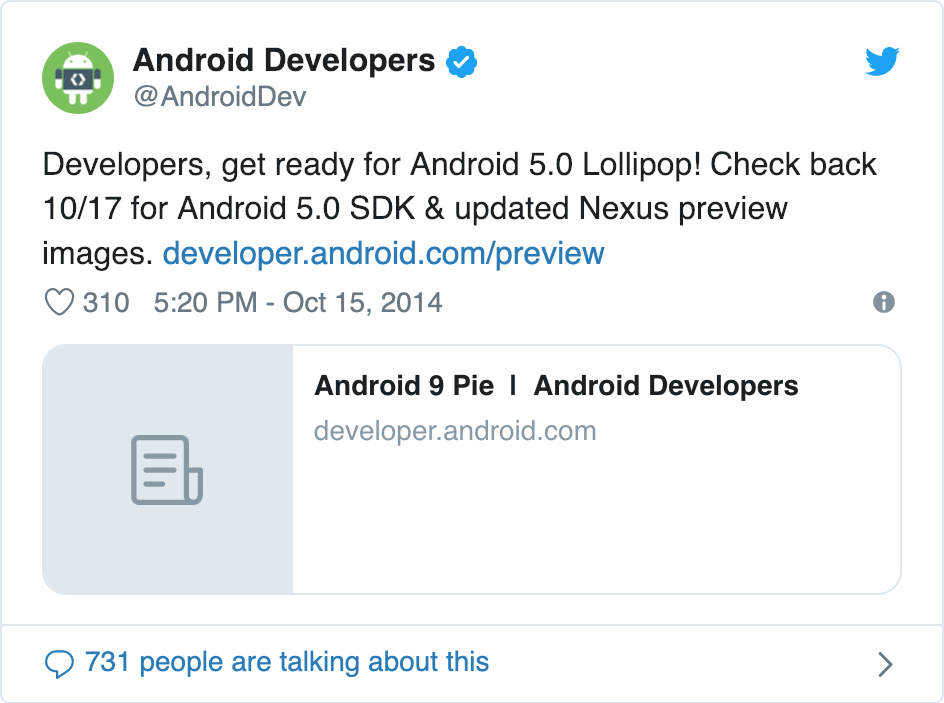 Android Developers
@AndroidDev
Developers, get ready for Android 5.0 Lollipop! Check back
10/17 for Android 5.0 SDK & updated Nexus preview
images. developer.android.com/preview
310 5:20 PM - Oct 15, 2014
Android 9 Pie | Android Developers
developer.android.com
731 people are talking about this